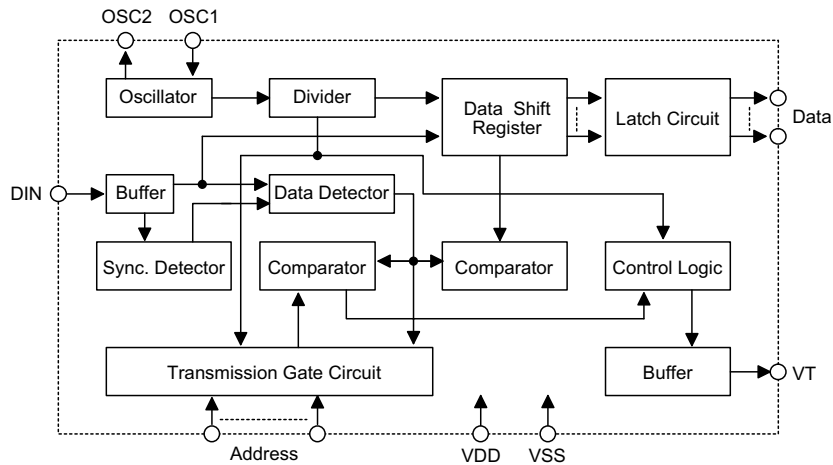 OSC2 OSC1
Oscillator
Divider
Data Shift
Register
Latch Circuit
Data
DIN
Buffer
Data Detector
Sync. Detector
Comparator
Comparator
Control Logic
Transmission Gate Circuit
Buffer
VT
Address
VDD
VSS